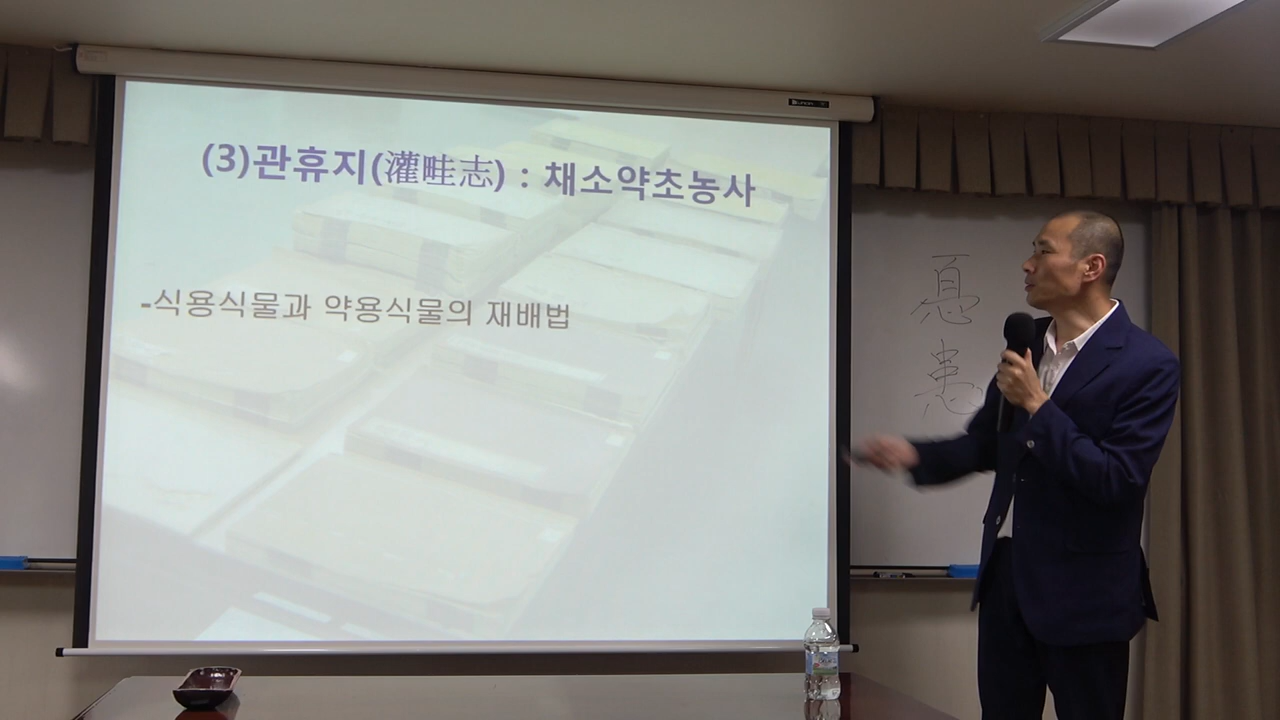 (3)관휴지(灌畦志) : 채소약초농사
-식용식물과 약용식물의 재배법
患